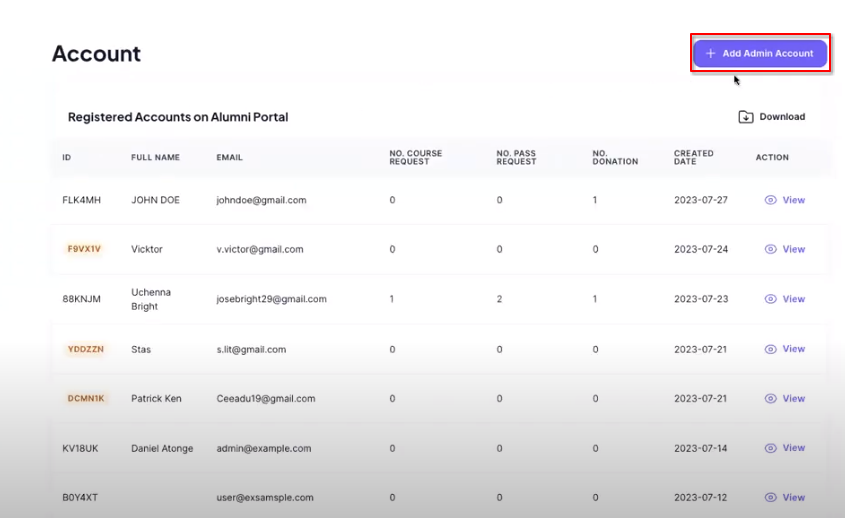 Account
+ Add Admin Account
Registered Accounts on Alumni Portal
Download
ID FULL NAME EMAIL NO. COURSE REQUEST NO. PASS REQUEST NO. DONATION CREATED DATE ACTION
FLK4MH JOHN DOE johndoe@gmail.com 0 0 1 2023-07-27 View
F9VX1V Vicktor v.victor@gmail.com 0 0 0 2023-07-24 View
88KNJM Uchenna Bright josebright29@gmail.com 1 2 1 2023-07-23 View
YDDZZN Stas s.lit@gmail.com 0 0 0 2023-07-21 View
DCMN1K Patrick Ken Ceeadu19@gmail.com 0 0 0 2023-07-21 View
KV18UK Daniel Atonge admin@example.com 0 0 0 2023-07-14 View
B0Y4XT user@exsamsple.com 0 0 0 2023-07-12 View